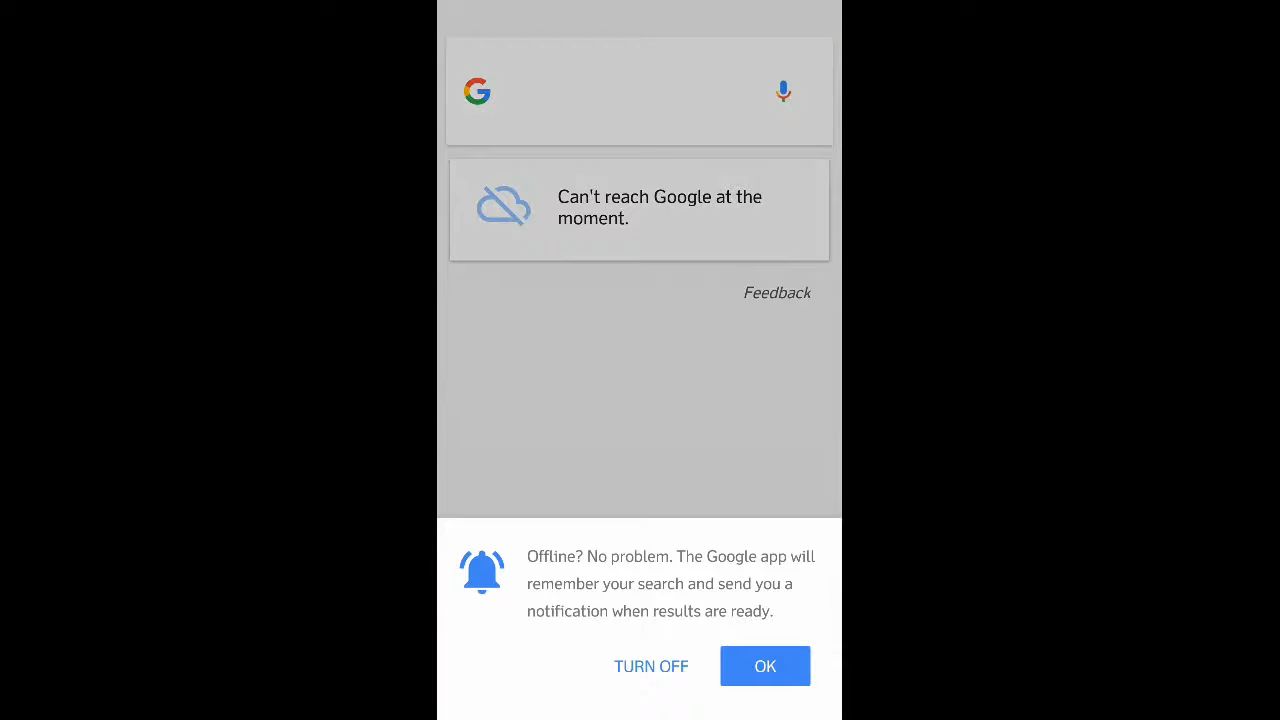 Can't reach Google at the
moment.
Feedback
Offline? No problem. The Google app will
remember your search and send you a
notification when results are ready.
TURN OFF
OK